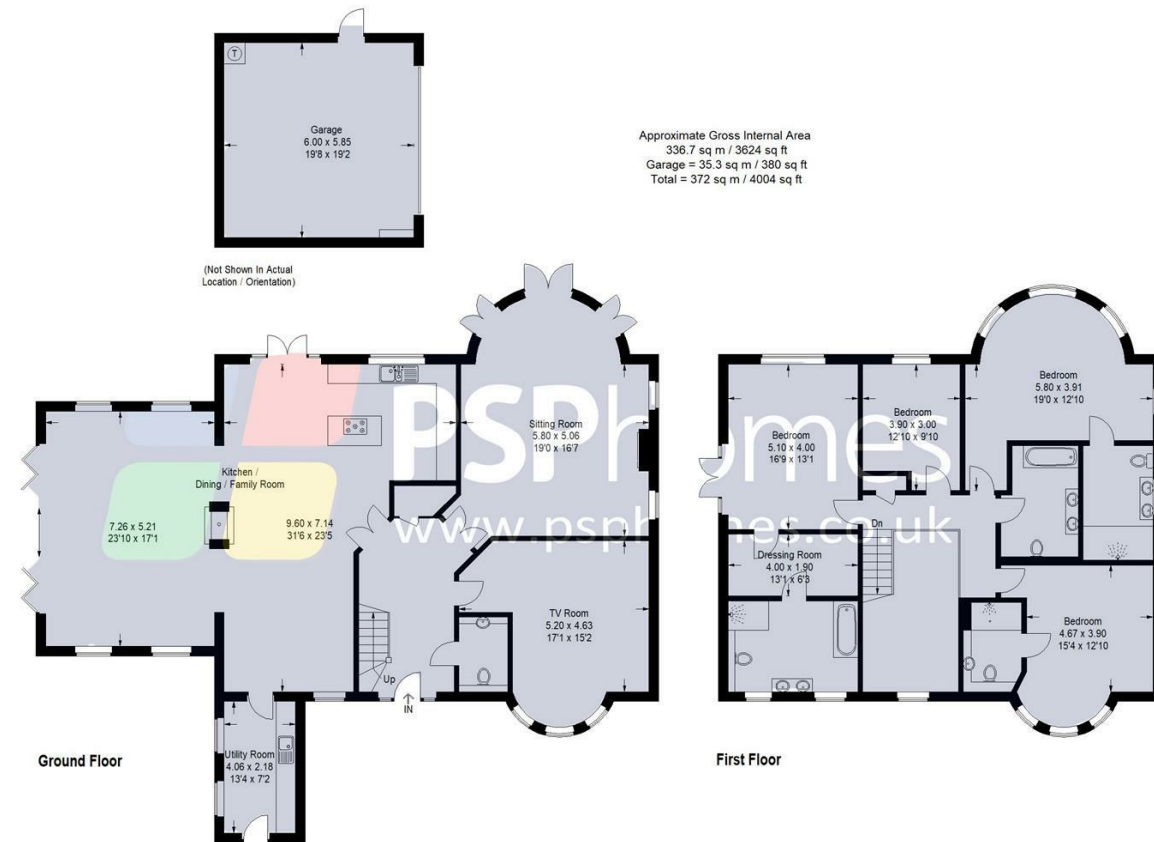 T
Garage
6.00 x 5.85
19'8 x 19'2
(Not Shown In Actual
Location / Orientation)
Approximate Gross Internal Area
336.7 sq m / 3624 sq ft
Garage = 35.3 sq m / 380 sq ft
Total = 372 sq m / 4004 sq ft
PSPHomes
www.psphomes.co.uk
Kitchen /
Dining / Family Room
7.26 x 5.21
23'10 x 17'1
9.60 x 7.14
31'6 x 23'5
Sitting Room
5.80 x 5.06
19'0 x 16'7
TV Room
5.20 x 4.63
17'1 x 15'2
Up
IN
Utility Room
4.06 x 2.18
13'4 x 7'2
Ground Floor
Bedroom
5.10 x 4.00
16'9 x 13'1
Bedroom
3.90 x 3.00
12'10 x 9'10
Bedroom
5.80 x 3.91
19'0 x 12'10
Dn
Dressing Room
4.00 x 1.90
13'1 x 6'3
Bedroom
4.67 x 3.90
15'4 x 12'10
First Floor